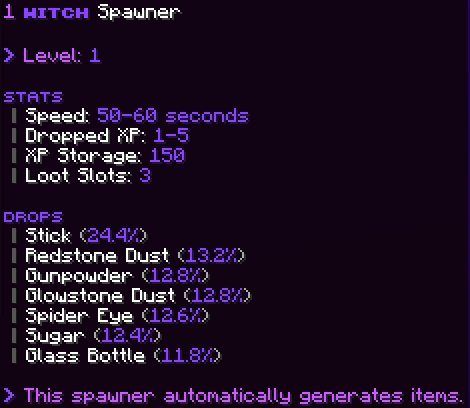 1 WITCH Spawner
> Level: 1
STATS
| Speed: 50-60 seconds
| Dropped XP: 1-5
| XP Storage: 150
| Loot Slots: 3
DROPS
| Stick (24.4%)
| Redstone Dust (13.2%)
| Gunpowder (12.8%)
| Glowstone Dust (12.8%)
| Spider Eye (12.6%)
| Sugar (12.4%)
| Glass Bottle (11.8%)
> This spawner automatically generates items.